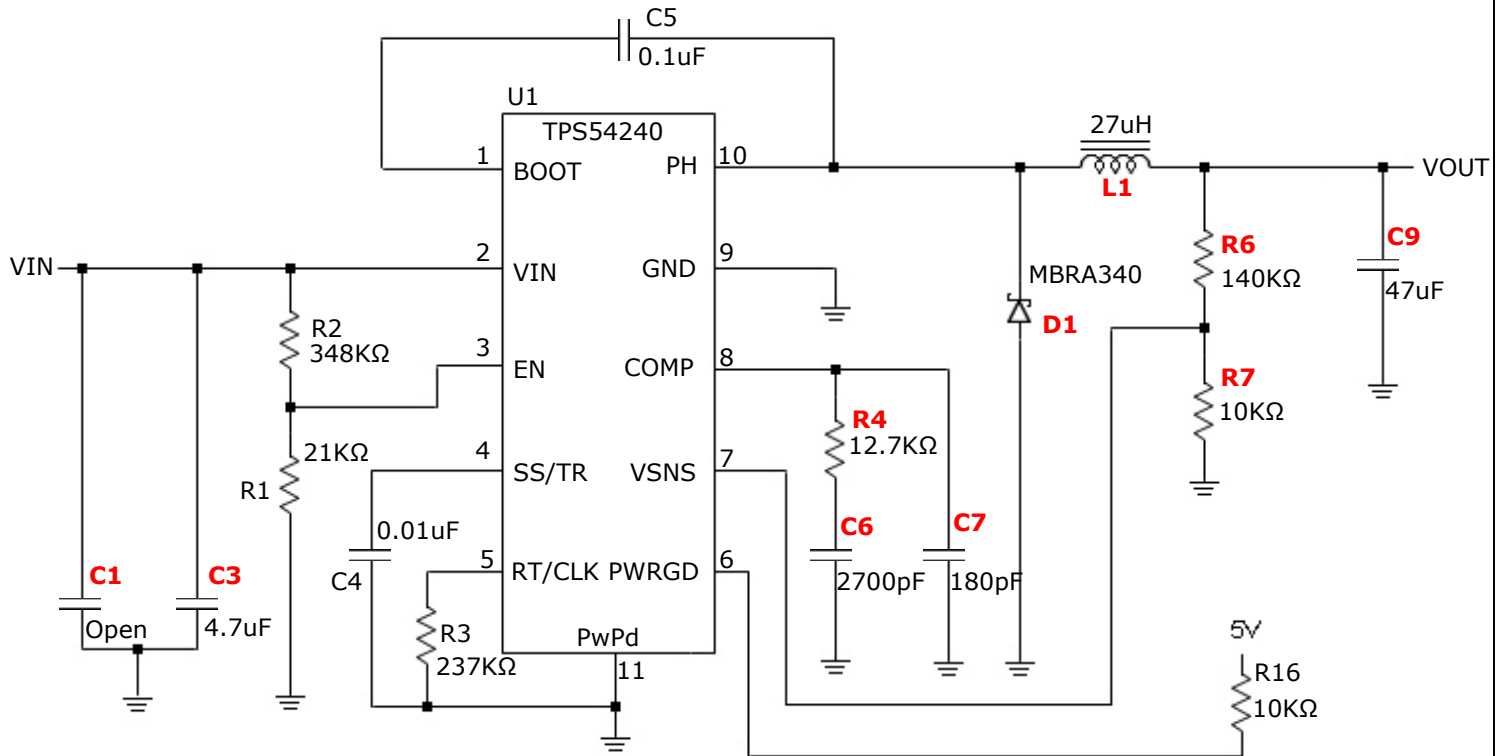 C5
0.1uF
U1
TPS54240
27uH
1
BOOT
PH
10
L1
VOUT
VIN
2
VIN
GND
9
MBRA340
D1
R6
140KΩ
C9
47uF
R2
348KΩ
3
EN
COMP
8
R4
12.7KΩ
R7
10KΩ
21KΩ
R1
4
SS/TR
VSNS
7
0.01uF
C4
C6
2700pF
C7
180pF
C1
Open
C3
4.7uF
5
RT/CLK
PWRGD
6
R3
237KΩ
PwPd
11
5V
R16
10KΩ